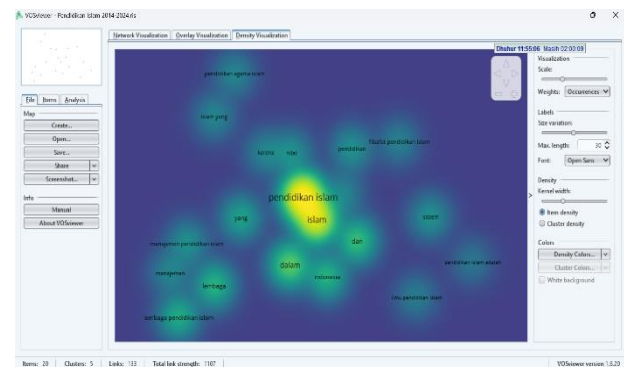 VOSviewer - Pendidikan Islam 2014-2024.ris
Network Visualization Overlay Visualization Density Visualization
Dhuhur 11:55:06 Masih 02:00:09
File Items Analysis
Map
Create...
Open...
Save...
Share
Screenshot...
Info
Manual
About VOSviewer
pendidikan agama islam
islam yang
karena nilai
pendidikan
filsafat pendidikan islam
pendidikan islam
islam
yang
sistem
dan
manajemen pendidikan islam
manajemen
dalam
indonesia
pendidikan islam adalah
lembaga
ilmu pendidikan islam
lembaga pendidikan islam
Visualization
Scale:
Weights: Occurrences
Labels
Size variation:
Max. length: 30
Font: Open Sans
Density
Kernel width:
Item density
Cluster density
Colors
Density Colors...
Cluster Colors...
White background
Items: 20 Clusters: 5 Links: 133 Total link strength: 1107 VOSviewer version 1.6.20